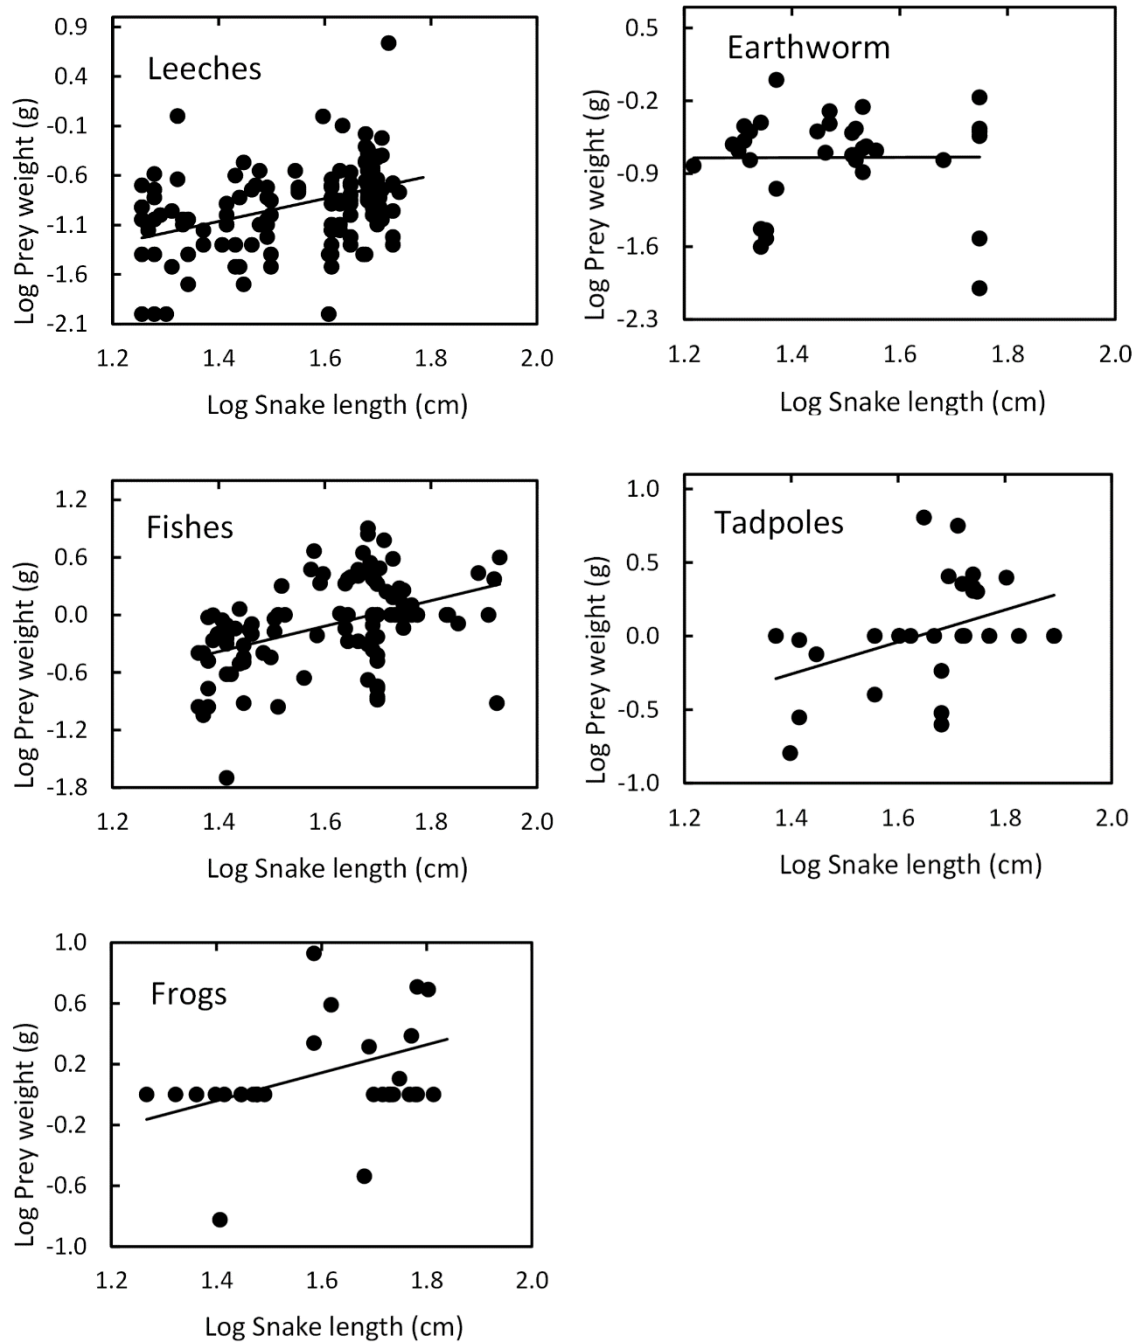 Leeches
Log Prey weight (g)
0.9
0.4
-0.1
-0.6
-1.1
-1.6
-2.1
1.2 1.4 1.6 1.8 2.0
Log Snake length (cm)
Earthworm
Log Prey weight (g)
0.5
-0.2
-0.9
-1.6
-2.3
1.2 1.4 1.6 1.8 2.0
Log Snake length (cm)
Fishes
Log Prey weight (g)
1.2
0.6
0.0
-0.6
-1.2
-1.8
1.2 1.4 1.6 1.8 2.0
Log Snake length (cm)
Tadpoles
Log Prey weight (g)
1.0
0.5
0.0
-0.5
-1.0
1.2 1.4 1.6 1.8 2.0
Log Snake length (cm)
Frogs
Log Prey weight (g)
1.0
0.6
0.2
-0.2
-0.6
-1.0
1.2 1.4 1.6 1.8 2.0
Log Snake length (cm)